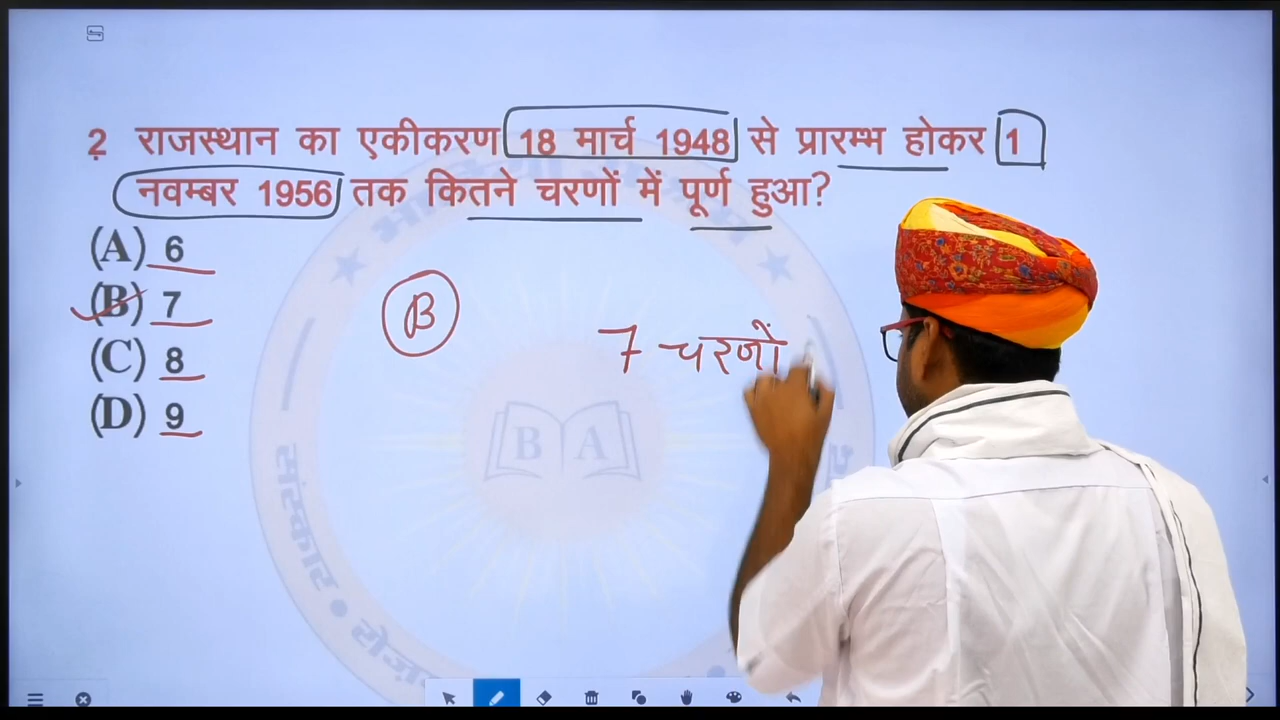 2 राजस्थान का एकीकरण 18 मार्च 1948 से प्रारम्भ होकर 1
नवम्बर 1956 तक कितने चरणों में पूर्ण हुआ?
(A) 6
(B) 7
(C) 8
(D) 9
B
7 चरणों
B A
संस्कार